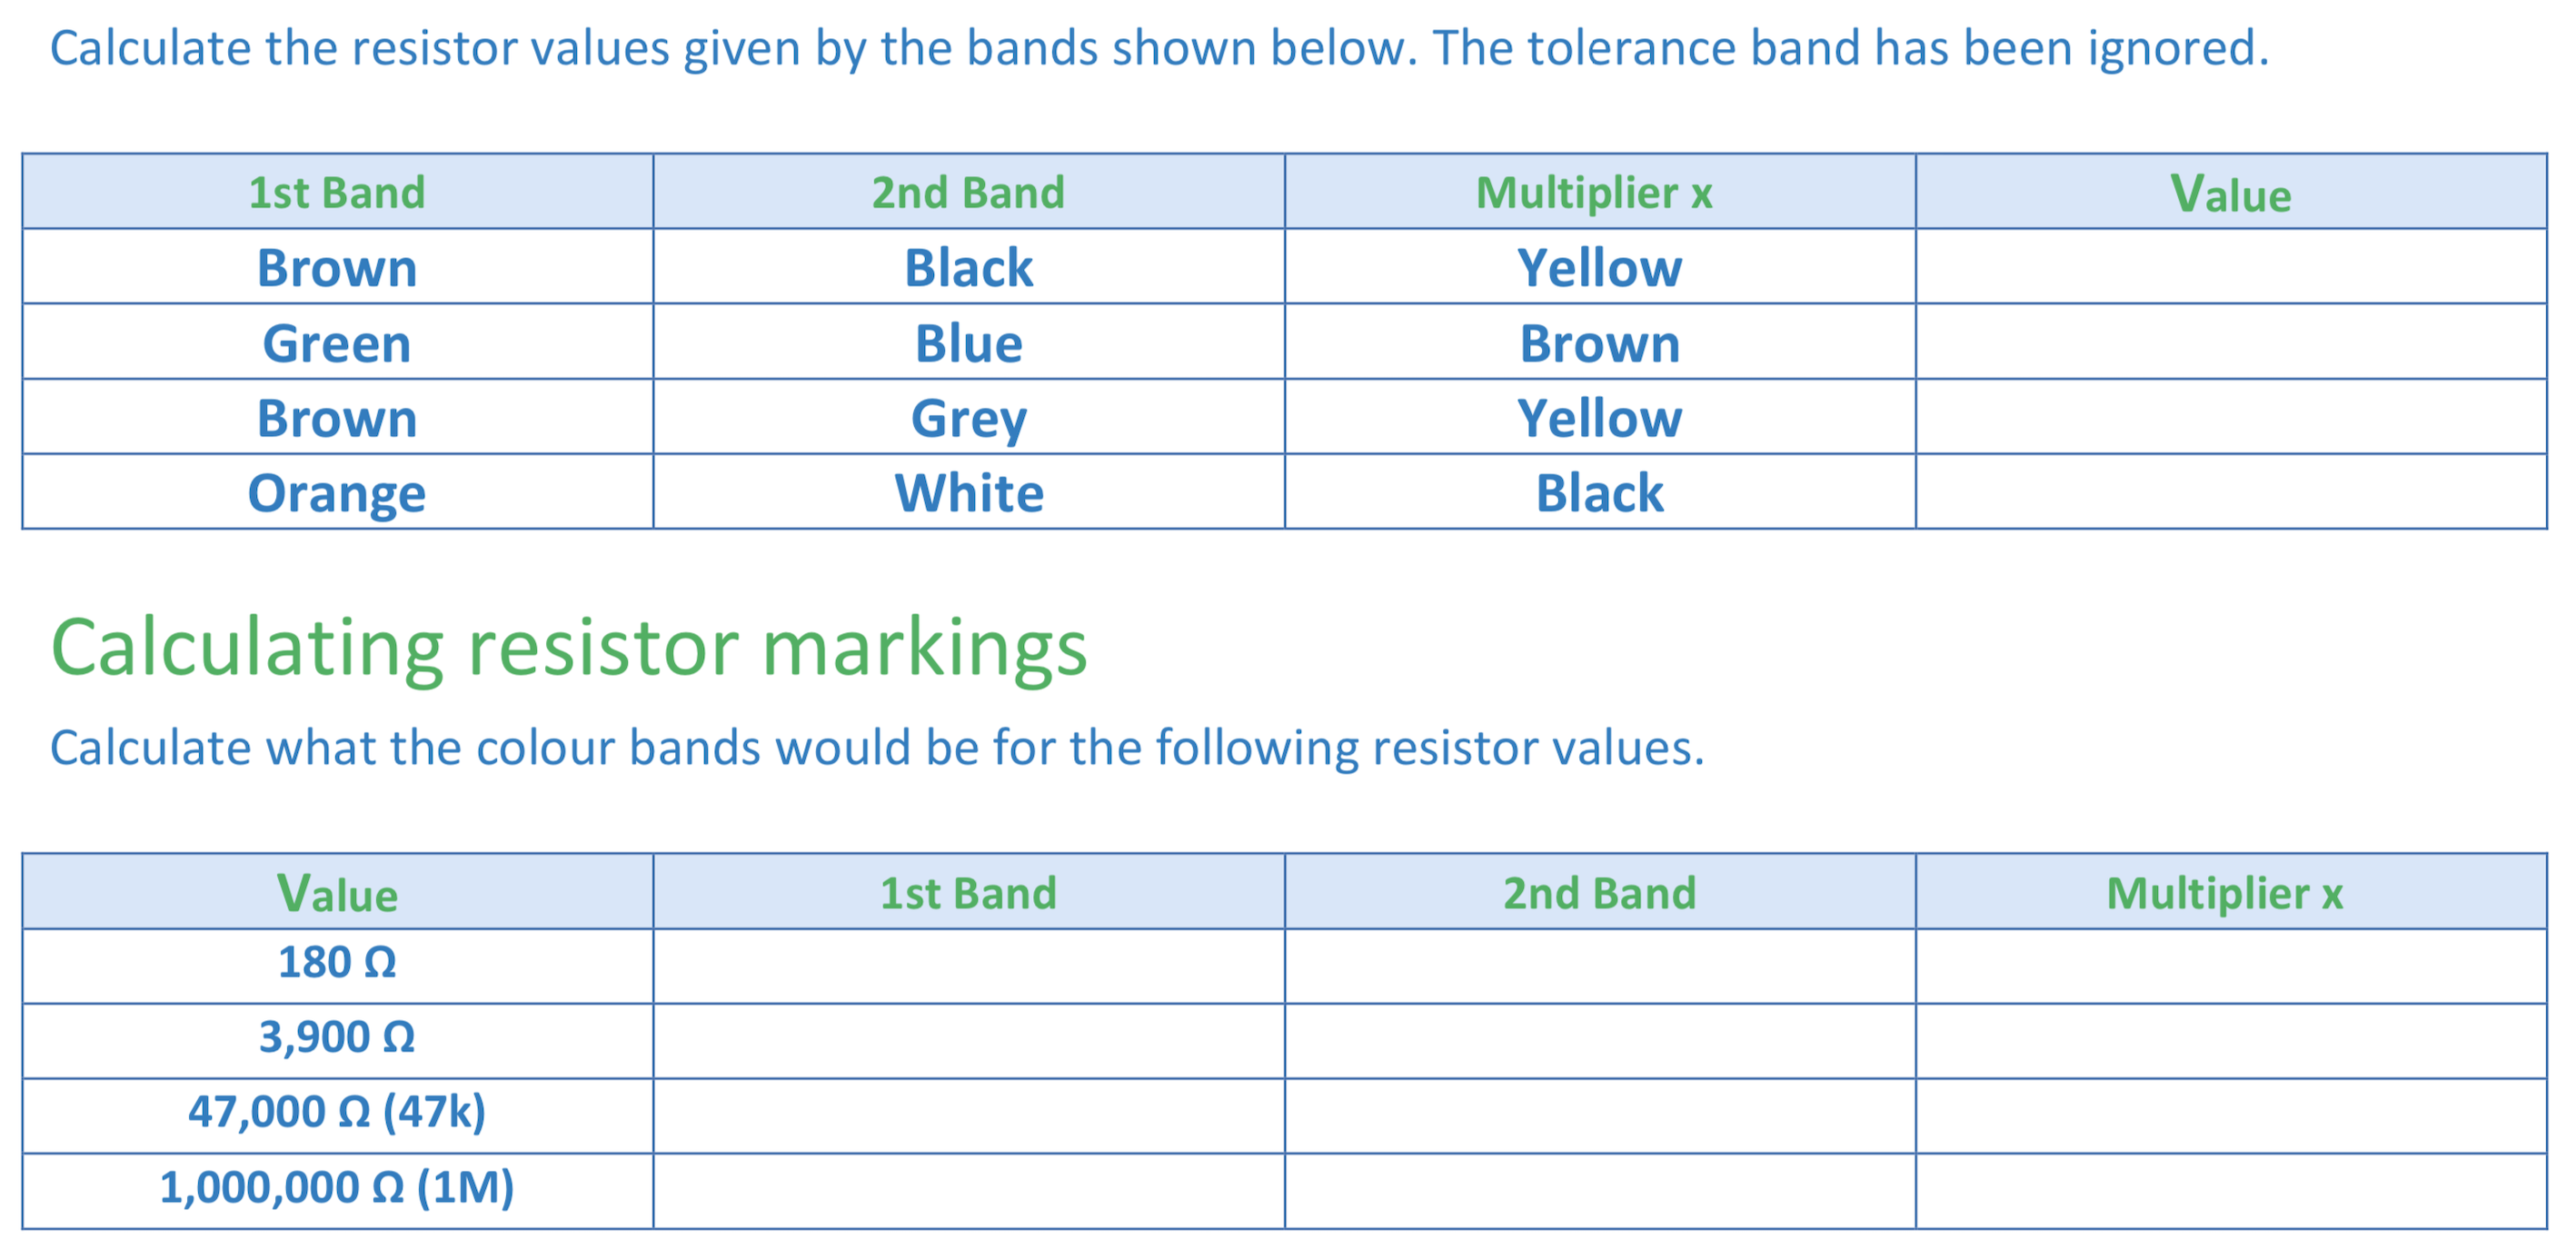 Calculate the resistor values given by the bands shown below. The tolerance band has been ignored.
1st Band 2nd Band Multiplier x Value
Brown Black Yellow
Green Blue Brown
Brown Grey Yellow
Orange White Black
Calculating resistor markings
Calculate what the colour bands would be for the following resistor values.
Value 1st Band 2nd Band Multiplier x
180 Ω
3,900 Ω
47,000 Ω (47k)
1,000,000 Ω (1M)